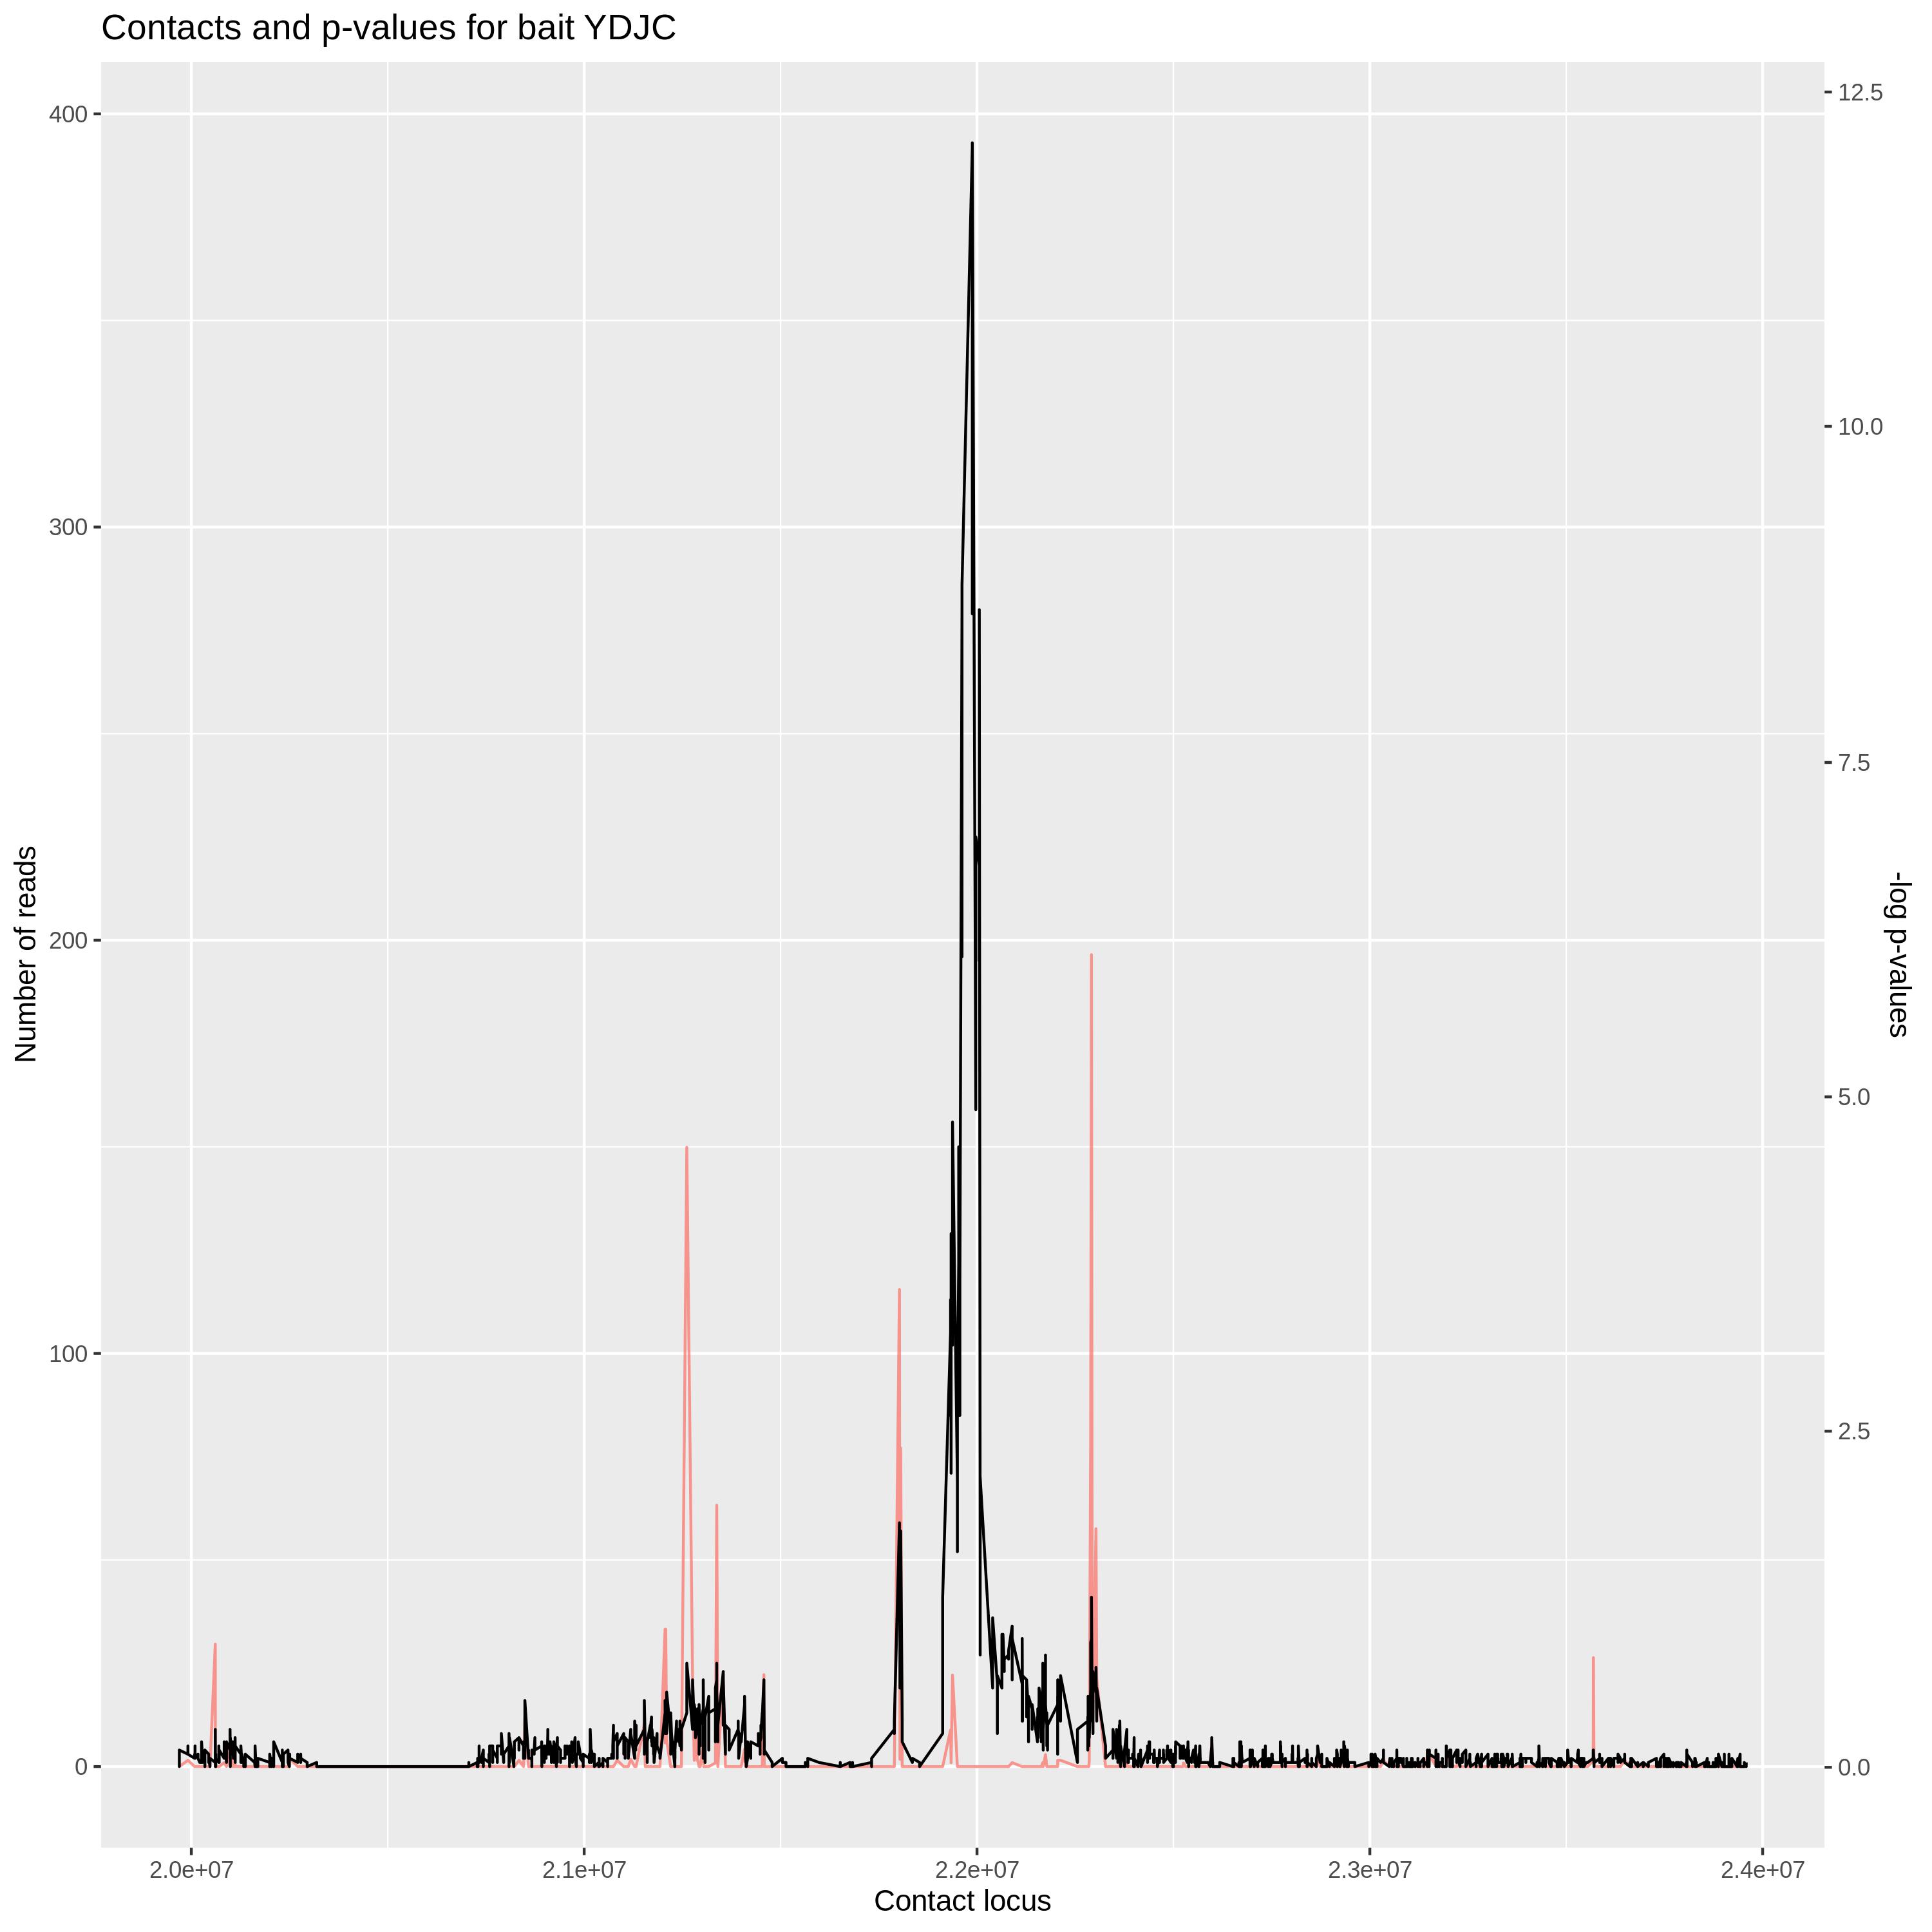 Contacts and p-values for bait YDJC
400
300
200
100
0
Number of reads
12.5
10.0
7.5
5.0
2.5
0.0
-log p-values
2.0e+07
2.1e+07
2.2e+07
2.3e+07
2.4e+07
Contact locus